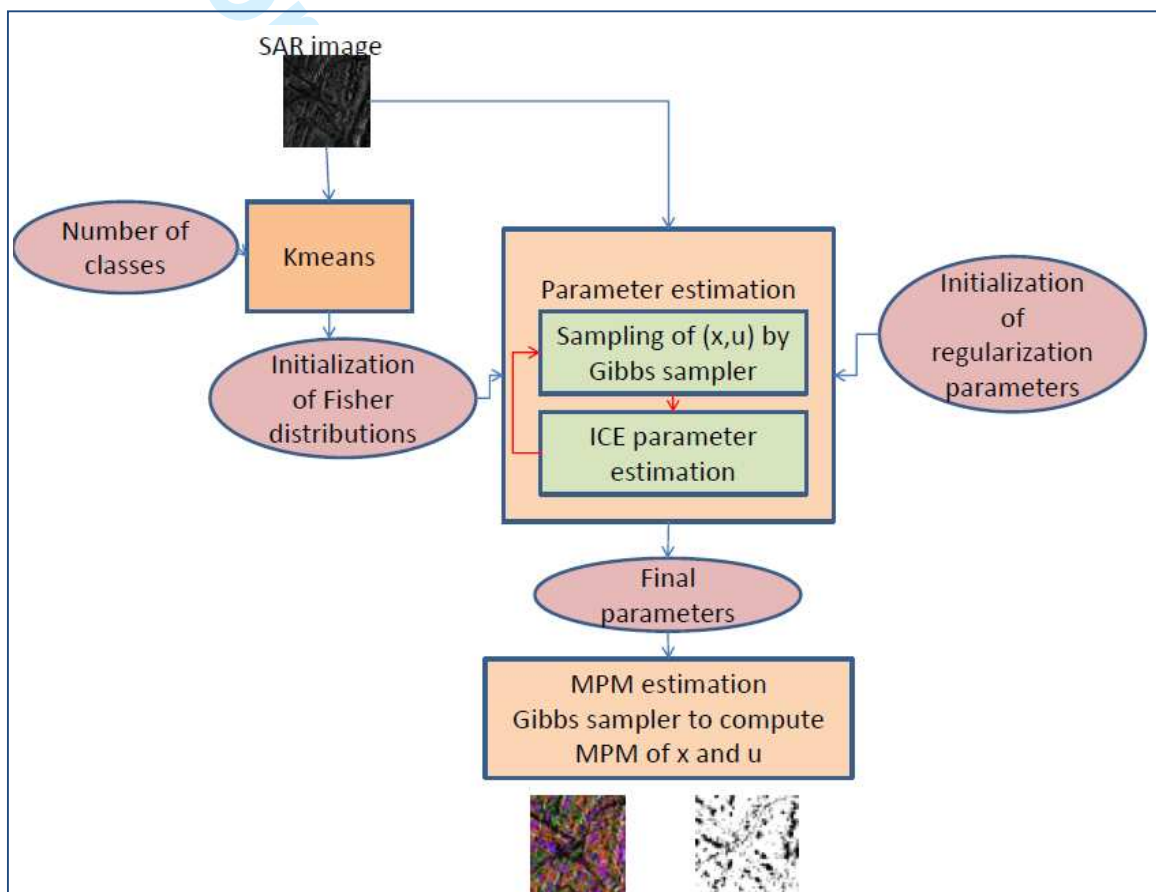 SAR image
Number of
classes
Kmeans
Initialization
of Fisher
distributions
Parameter estimation
Sampling of (x,u) by
Gibbs sampler
ICE parameter
estimation
Initialization
of
regularization
parameters
Final
parameters
MPM estimation
Gibbs sampler to compute
MPM of x and u